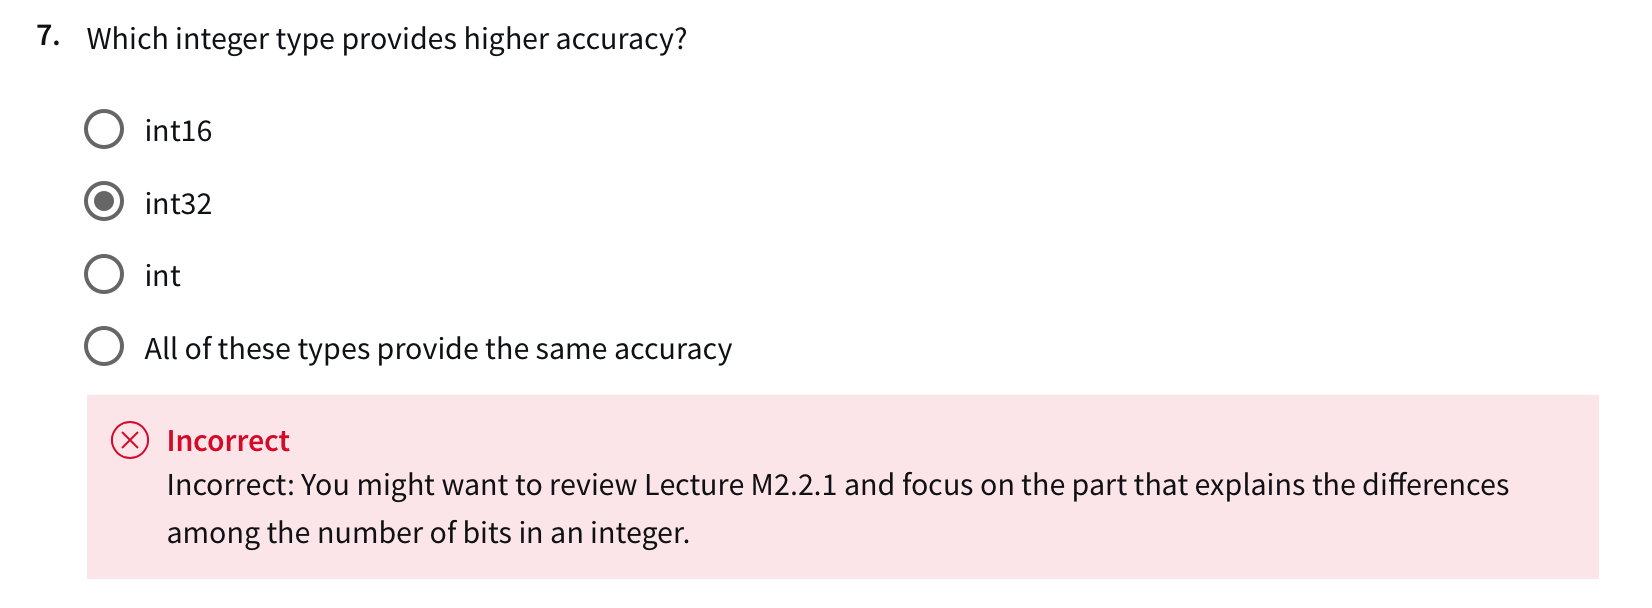 7. Which integer type provides higher accuracy?
int16
int32
int
All of these types provide the same accuracy
Incorrect
Incorrect: You might want to review Lecture M2.2.1 and focus on the part that explains the differences
among the number of bits in an integer.